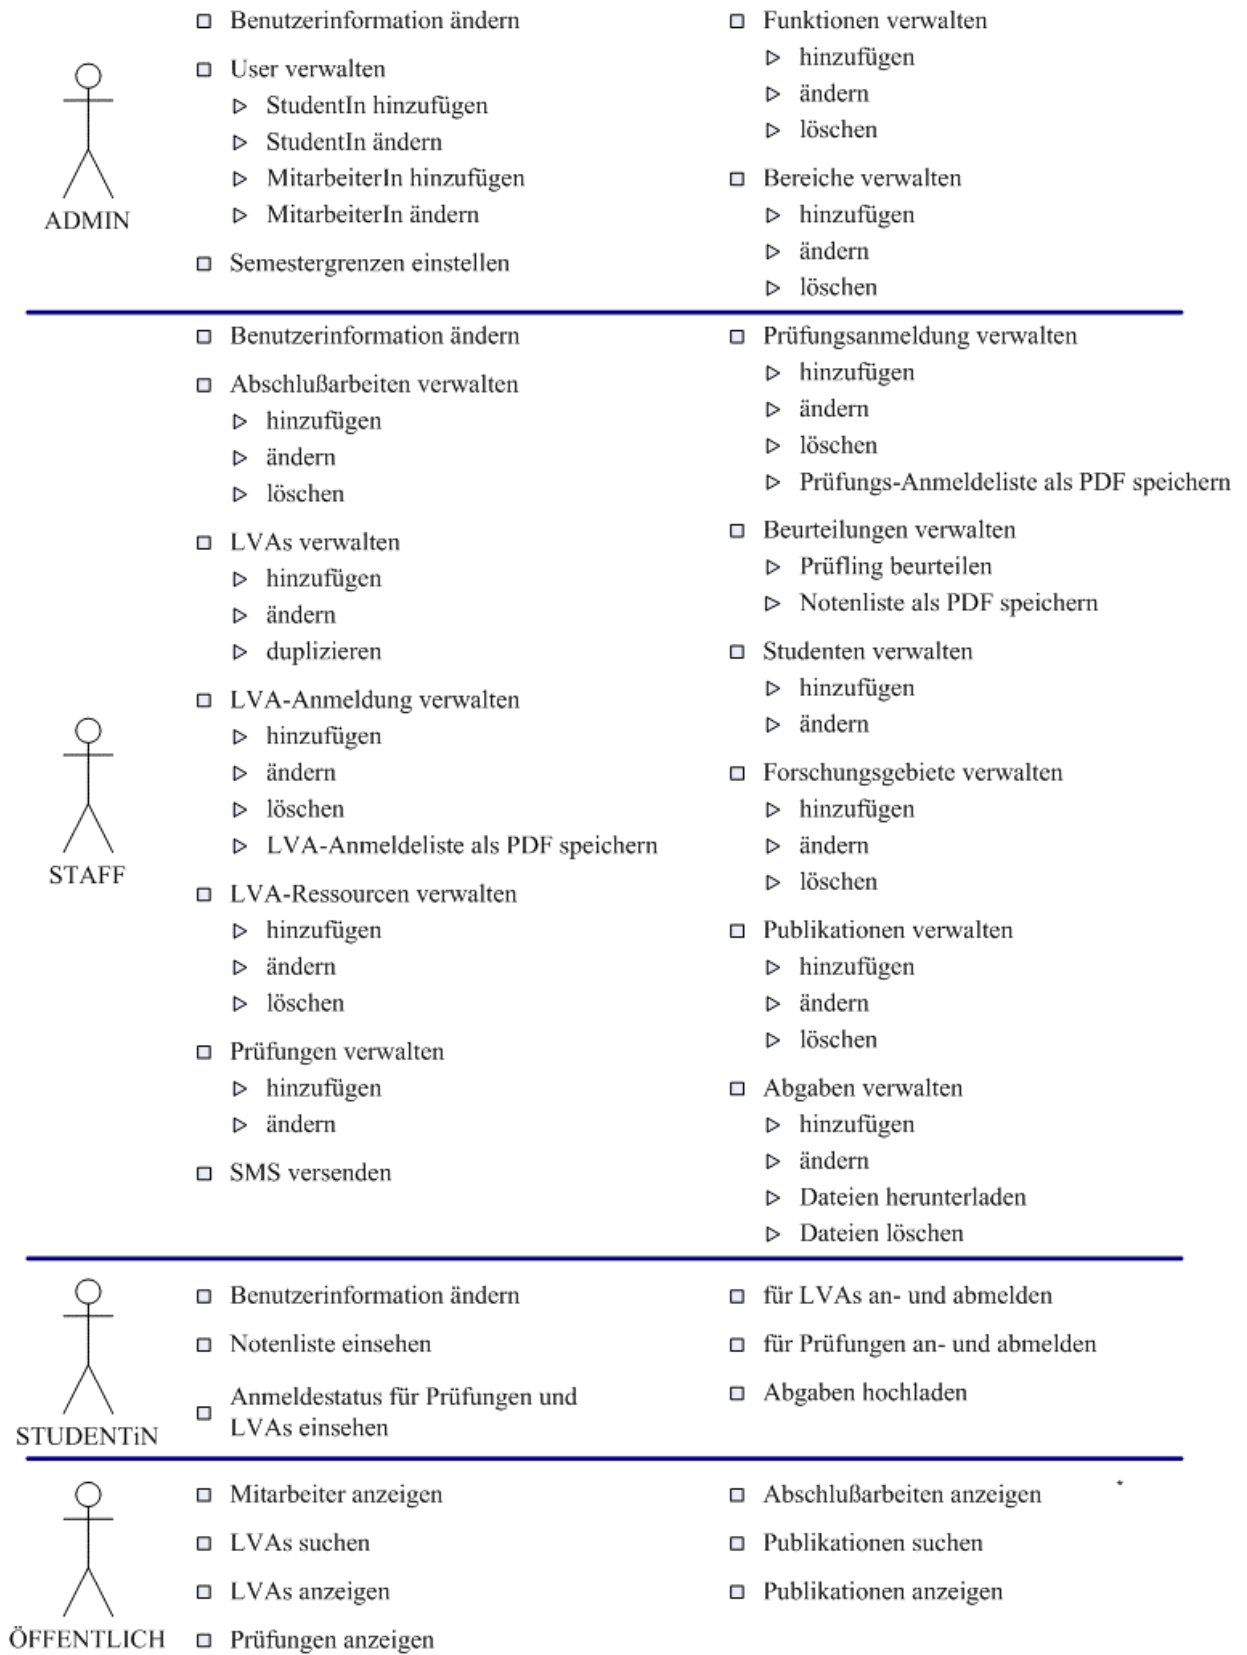 Benutzerinformation ändern
User verwalten
StudentIn hinzufügen
StudentIn ändern
MitarbeiterIn hinzufügen
MitarbeiterIn ändern
Semestergrenzen einstellen
Funktionen verwalten
hinzufügen
ändern
löschen
Bereiche verwalten
hinzufügen
ändern
löschen
ADMIN
Benutzerinformation ändern
Abschlußarbeiten verwalten
hinzufügen
ändern
löschen
LVAs verwalten
hinzufügen
ändern
duplizieren
LVA-Anmeldung verwalten
hinzufügen
ändern
löschen
LVA-Anmeldeliste als PDF speichern
LVA-Ressourcen verwalten
hinzufügen
ändern
löschen
Prüfungen verwalten
hinzufügen
ändern
SMS versenden
Prüfungsanmeldung verwalten
hinzufügen
ändern
löschen
Prüfungs-Anmeldeliste als PDF speichern
Beurteilungen verwalten
Prüfling beurteilen
Notenliste als PDF speichern
Studenten verwalten
hinzufügen
ändern
Forschungsgebiete verwalten
hinzufügen
ändern
löschen
Publikationen verwalten
hinzufügen
ändern
löschen
Abgaben verwalten
hinzufügen
ändern
Dateien herunterladen
Dateien löschen
STAFF
Benutzerinformation ändern
Notenliste einsehen
Anmeldestatus für Prüfungen und
LVAs einsehen
für LVAs an- und abmelden
für Prüfungen an- und abmelden
Abgaben hochladen
STUDENTiN
Mitarbeiter anzeigen
LVAs suchen
LVAs anzeigen
Prüfungen anzeigen
Abschlußarbeiten anzeigen
Publikationen suchen
Publikationen anzeigen
ÖFFENTLICH